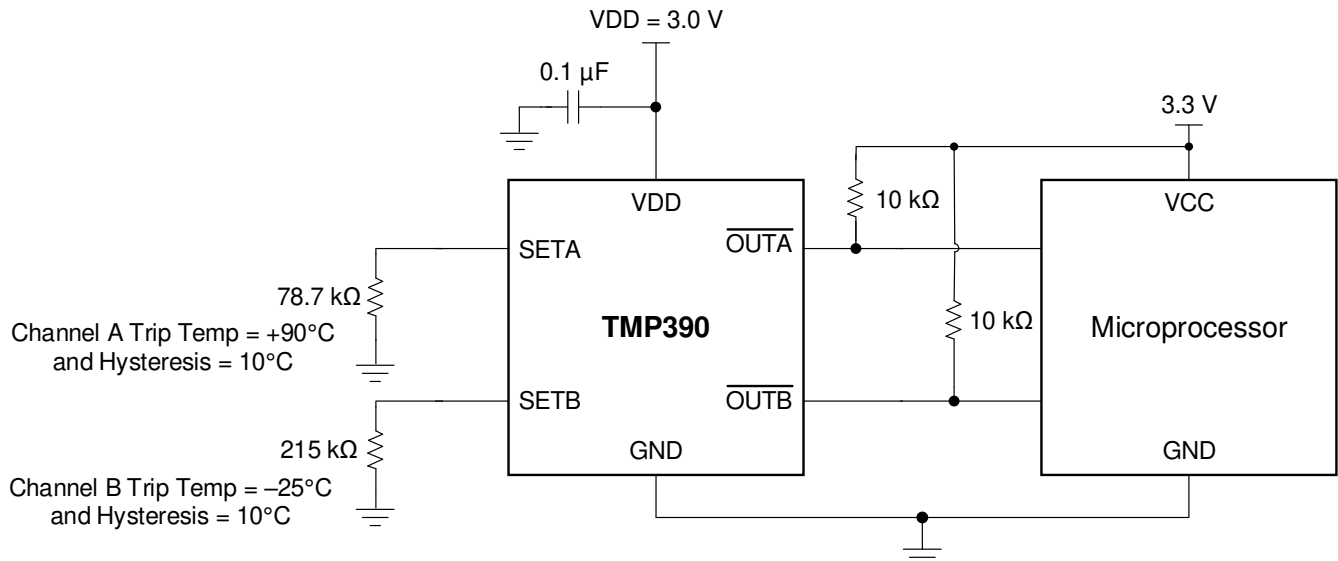 VDD = 3.0 V
0.1 µF
3.3 V
VDD
10 kΩ
VCC
SETA
OUTA
78.7 kΩ
Channel A Trip Temp = +90°C
and Hysteresis = 10°C
TMP390
10 kΩ
Microprocessor
SETB
OUTB
215 kΩ
GND
GND
Channel B Trip Temp = –25°C
and Hysteresis = 10°C